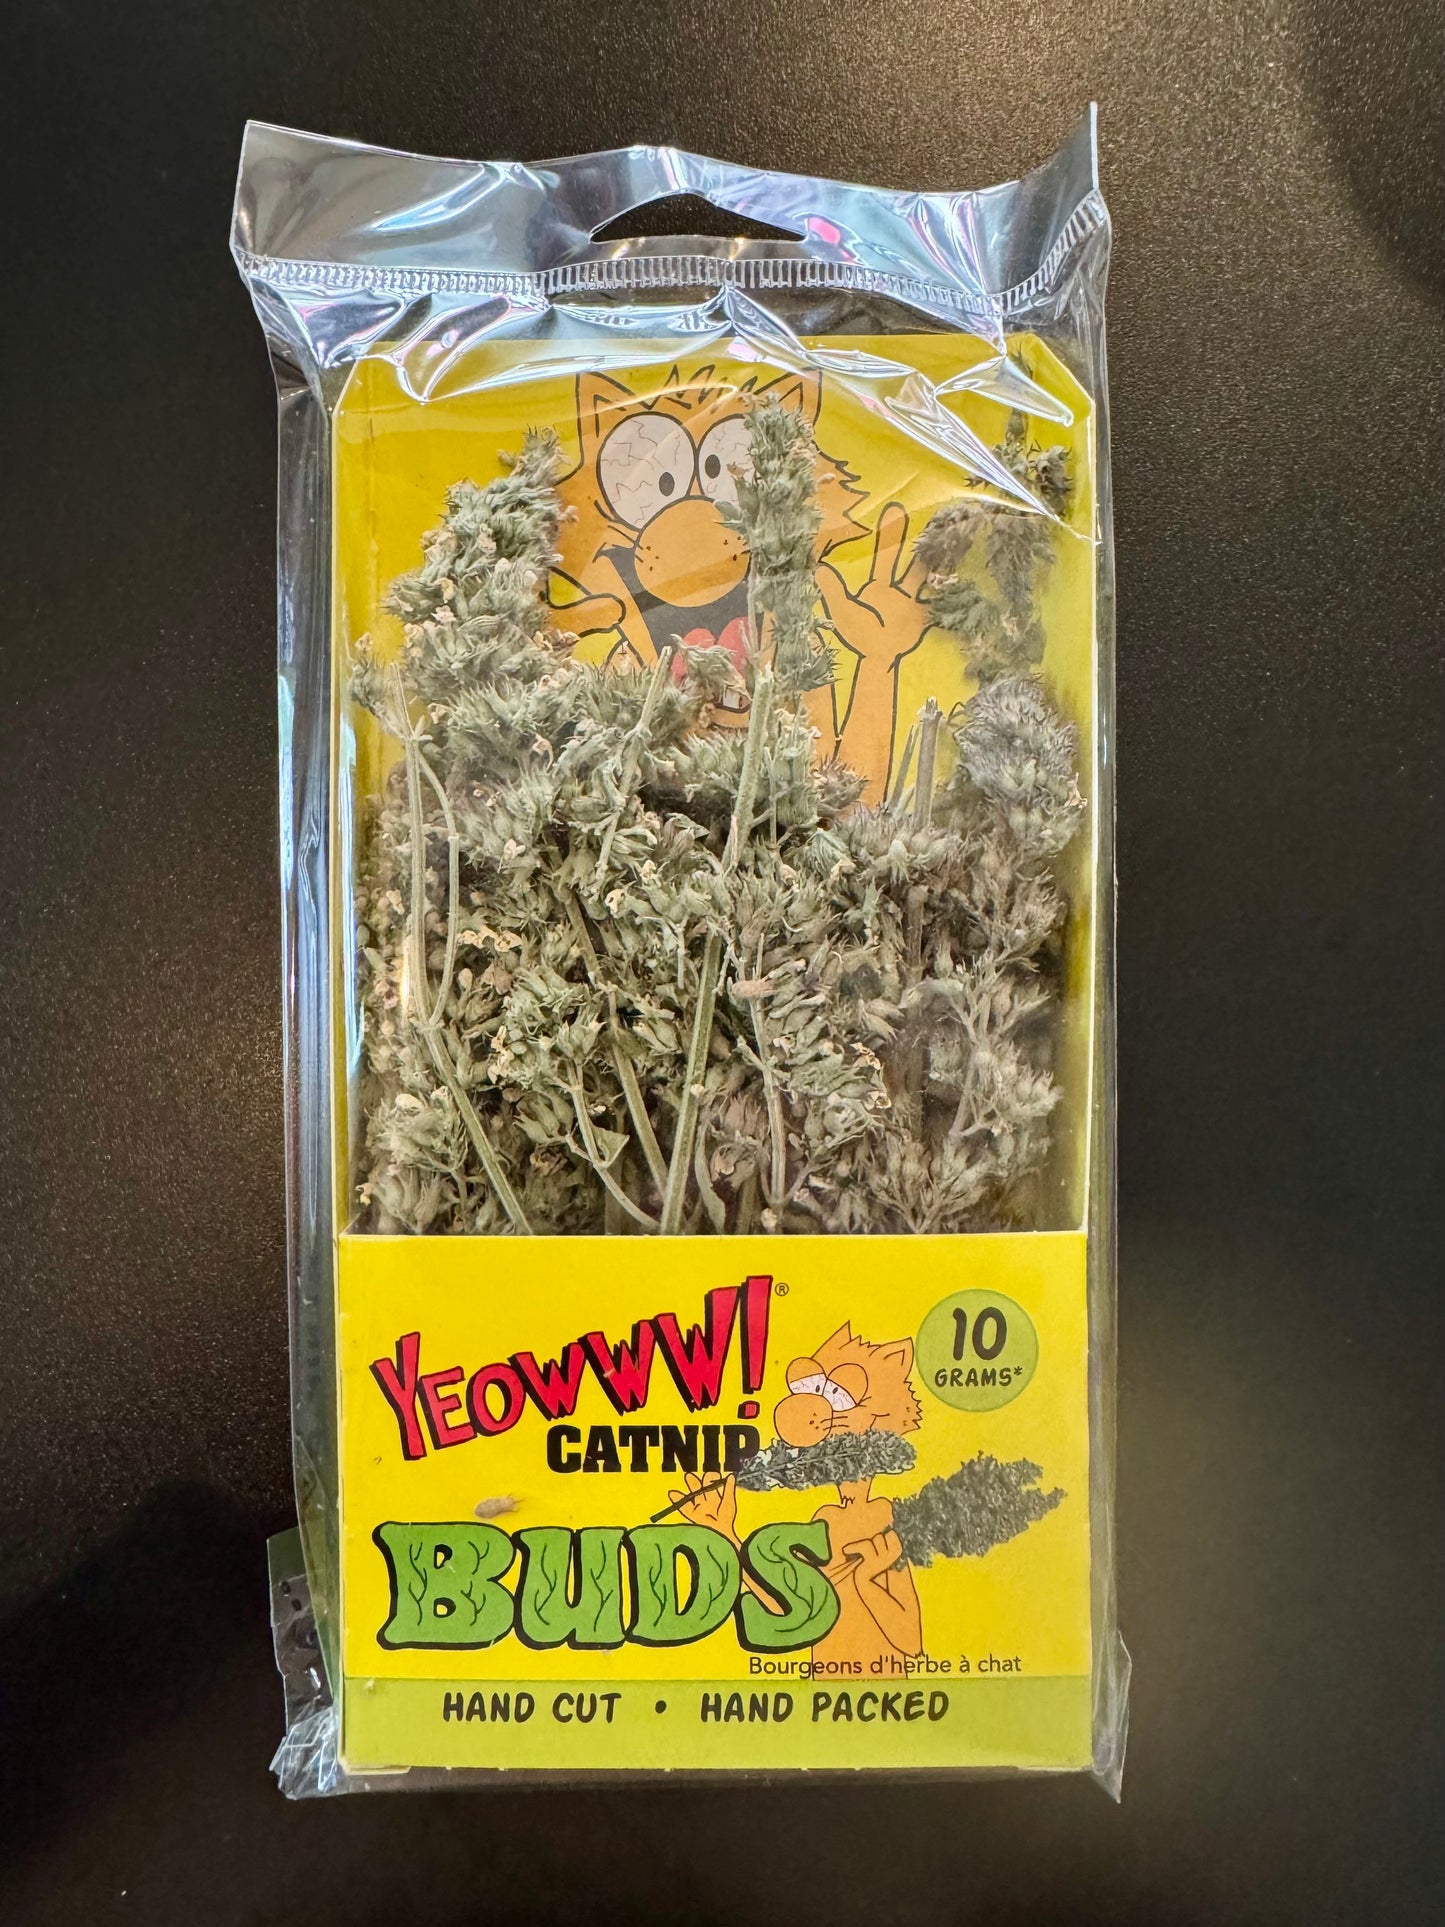 YEOWWW!®
CATNIP
10
GRAMS*
BUDS
Bourgeons d'herbe à chat
HAND CUT • HAND PACKED